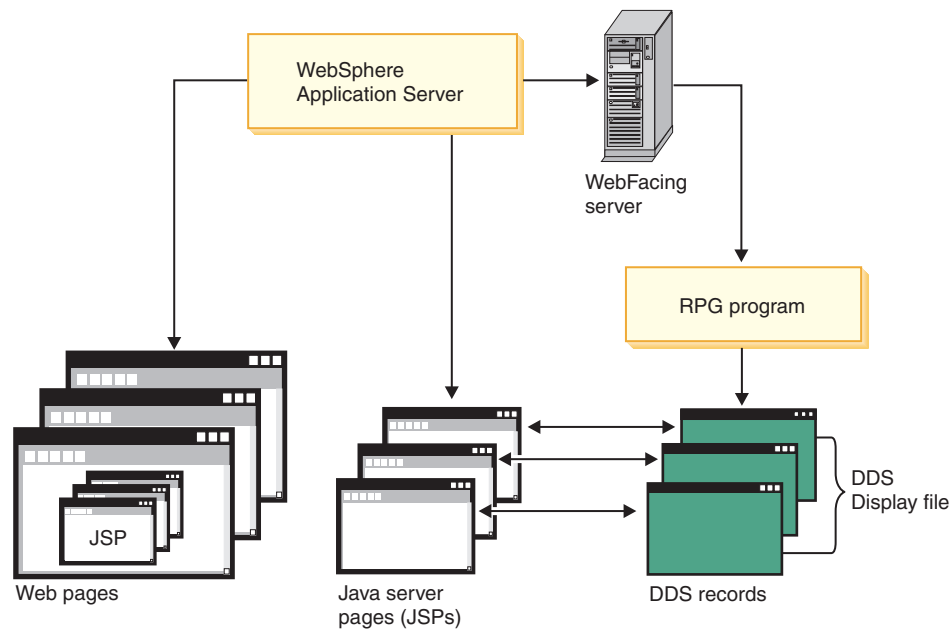 WebSphere
Application Server
WebFacing
server
RPG program
DDS
Display file
JSP
Web pages
Java server
pages (JSPs)
DDS records